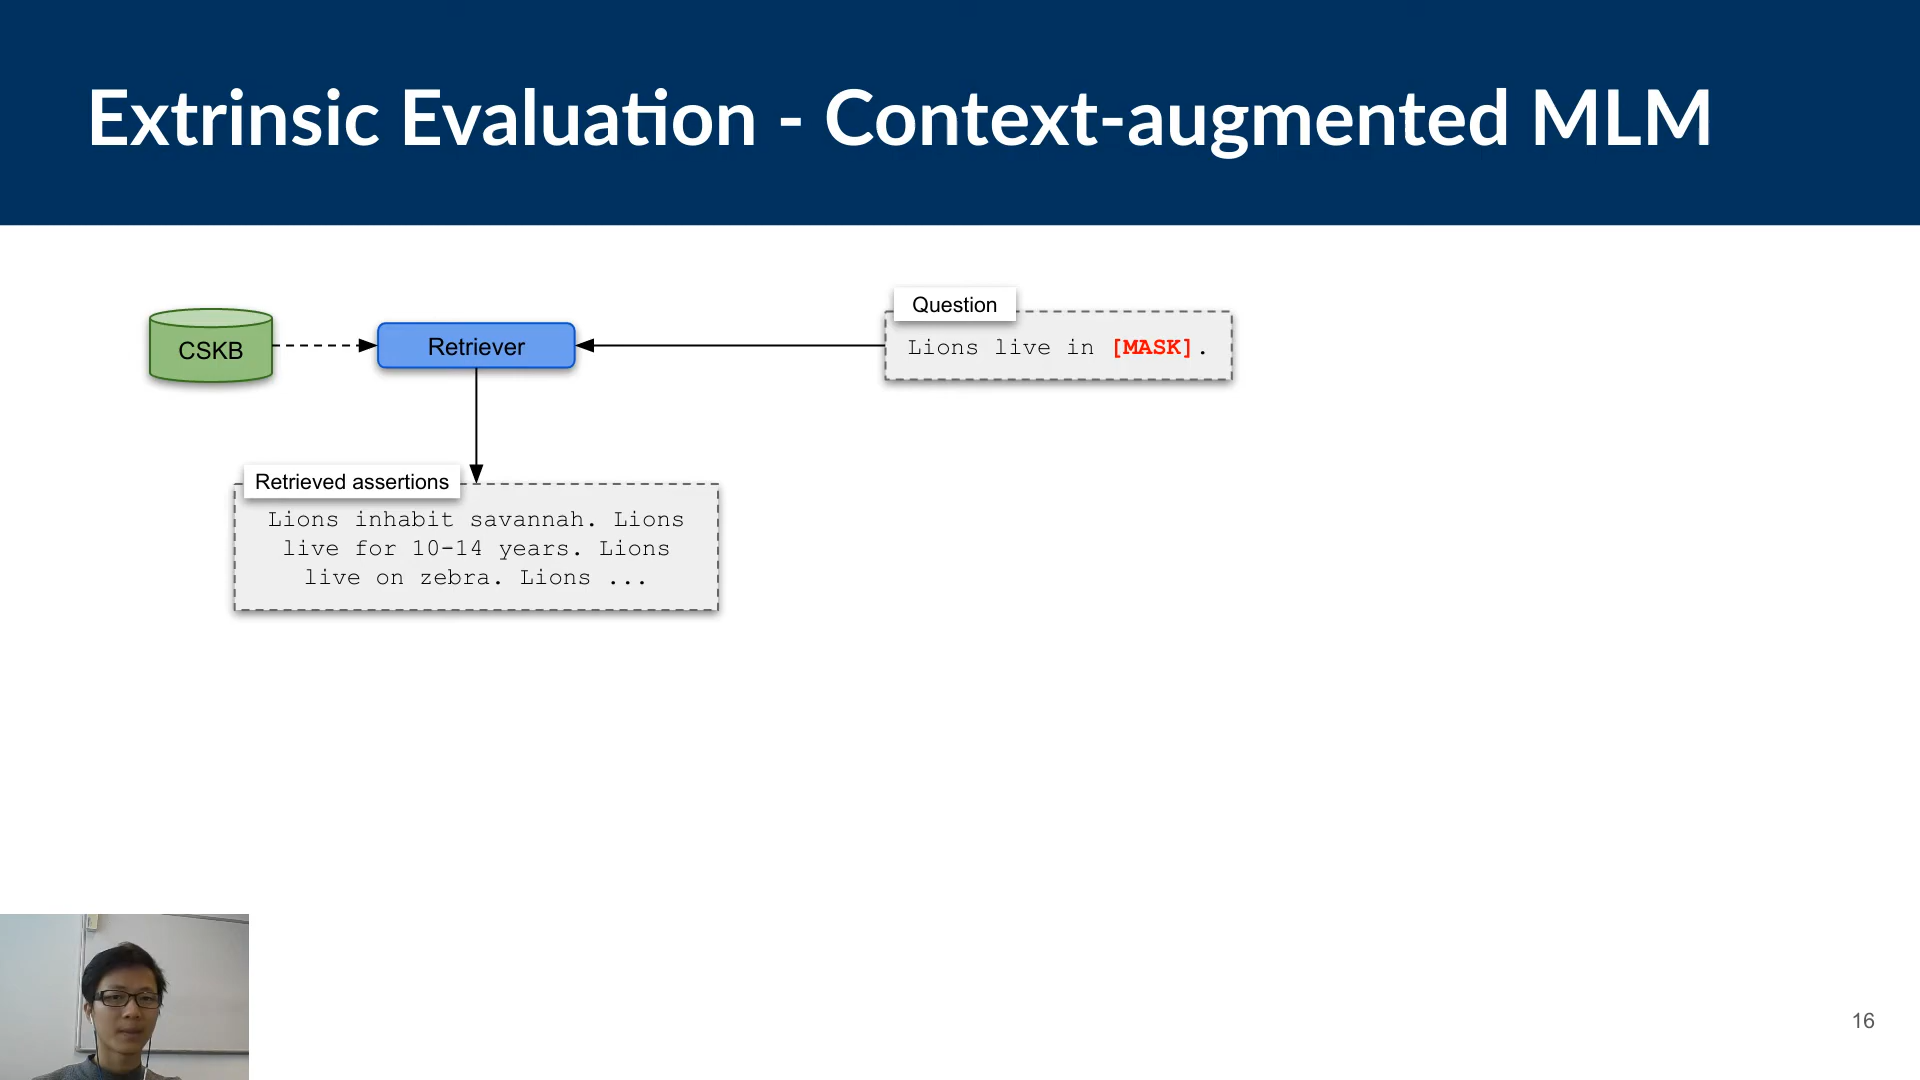 Extrinsic Evaluation - Context-augmented MLM
Question
CSKB
Retriever
Lions live in [MASK].
Retrieved assertions
Lions inhabit savannah. Lions
live for 10-14 years. Lions
live on zebra. Lions ...
16